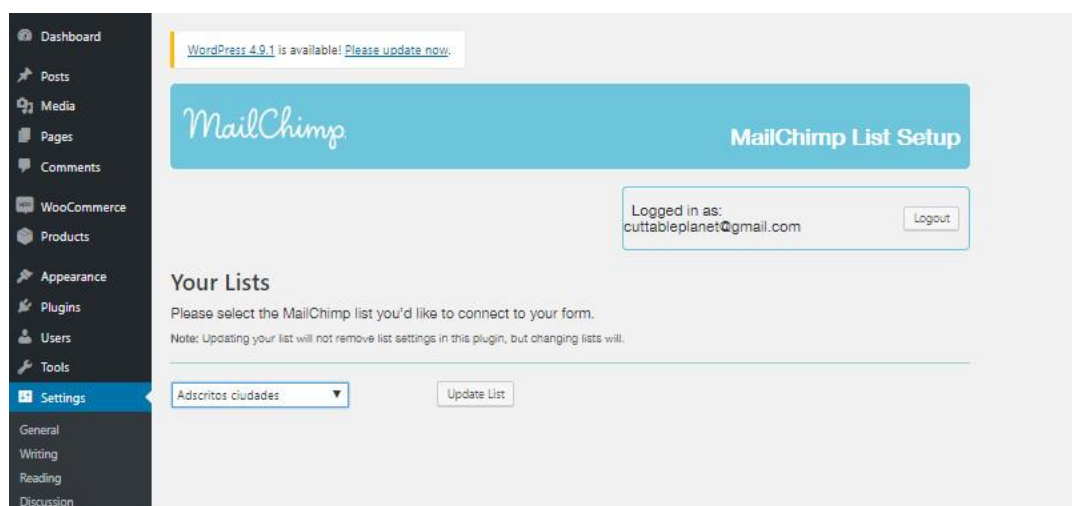 Dashboard
Posts
Media
Pages
Comments
WooCommerce
Products
Appearance
Plugins
Users
Tools
Settings
General
Writing
Reading
Discussion
WordPress 4.9.1 is available! Please update now.
MailChimp.
MailChimp List Setup
Logged in as:
cuttableplanet@gmail.com
Logout
Your Lists
Please select the MailChimp list you'd like to connect to your form.
Note: Updating your list will not remove list settings in this plugin, but changing lists will.
Adscritos ciudades
Update List